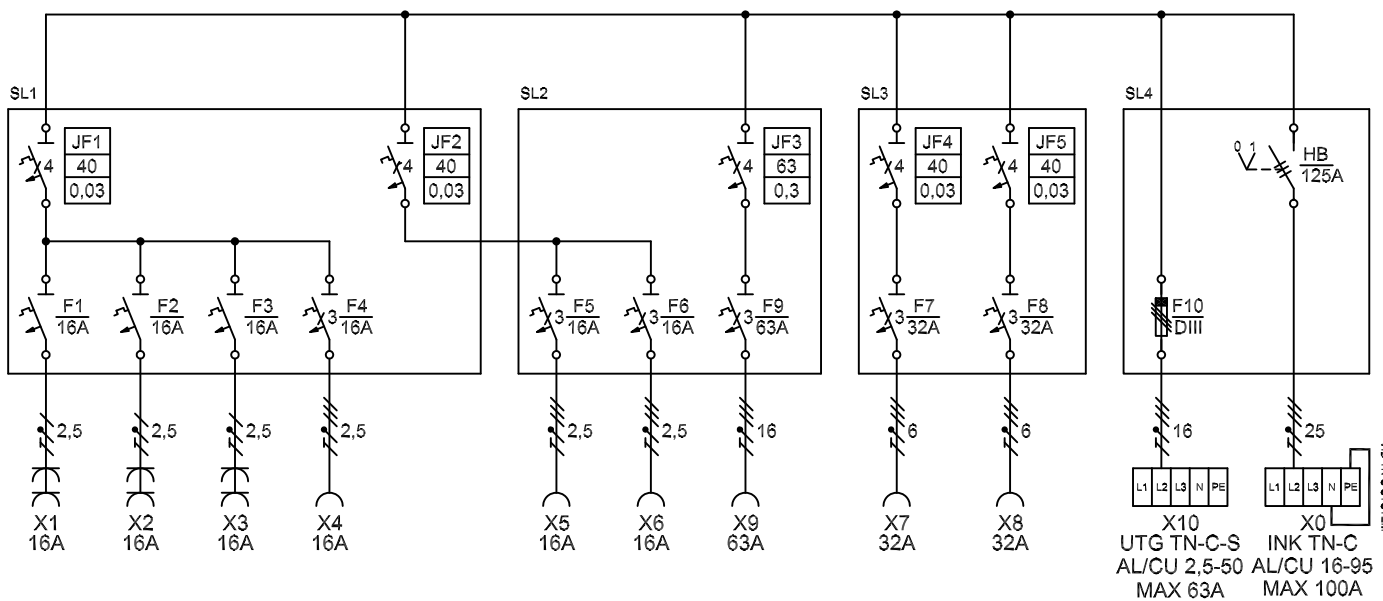 SL1
SL2
SL3
SL4
JF1
40
0,03
4
JF2
40
0,03
4
JF3
63
0,3
4
JF4
40
0,03
4
JF5
40
0,03
4
0 1
HB
125A
F1
16A
F2
16A
F3
16A
3
F4
16A
3
F5
16A
3
F6
16A
3
F9
63A
3
F7
32A
3
F8
32A
F10
DIII
2,5
2,5
2,5
2,5
2,5
2,5
16
6
6
16
25
L1 L2 L3 N PE
L1 L2 L3 N PE
X1
16A
X2
16A
X3
16A
X4
16A
X5
16A
X6
16A
X9
63A
X7
32A
X8
32A
X10
UTG TN-C-S
AL/CU 2,5-50
MAX 63A
X0
INK TN-C
AL/CU 16-95
MAX 100A